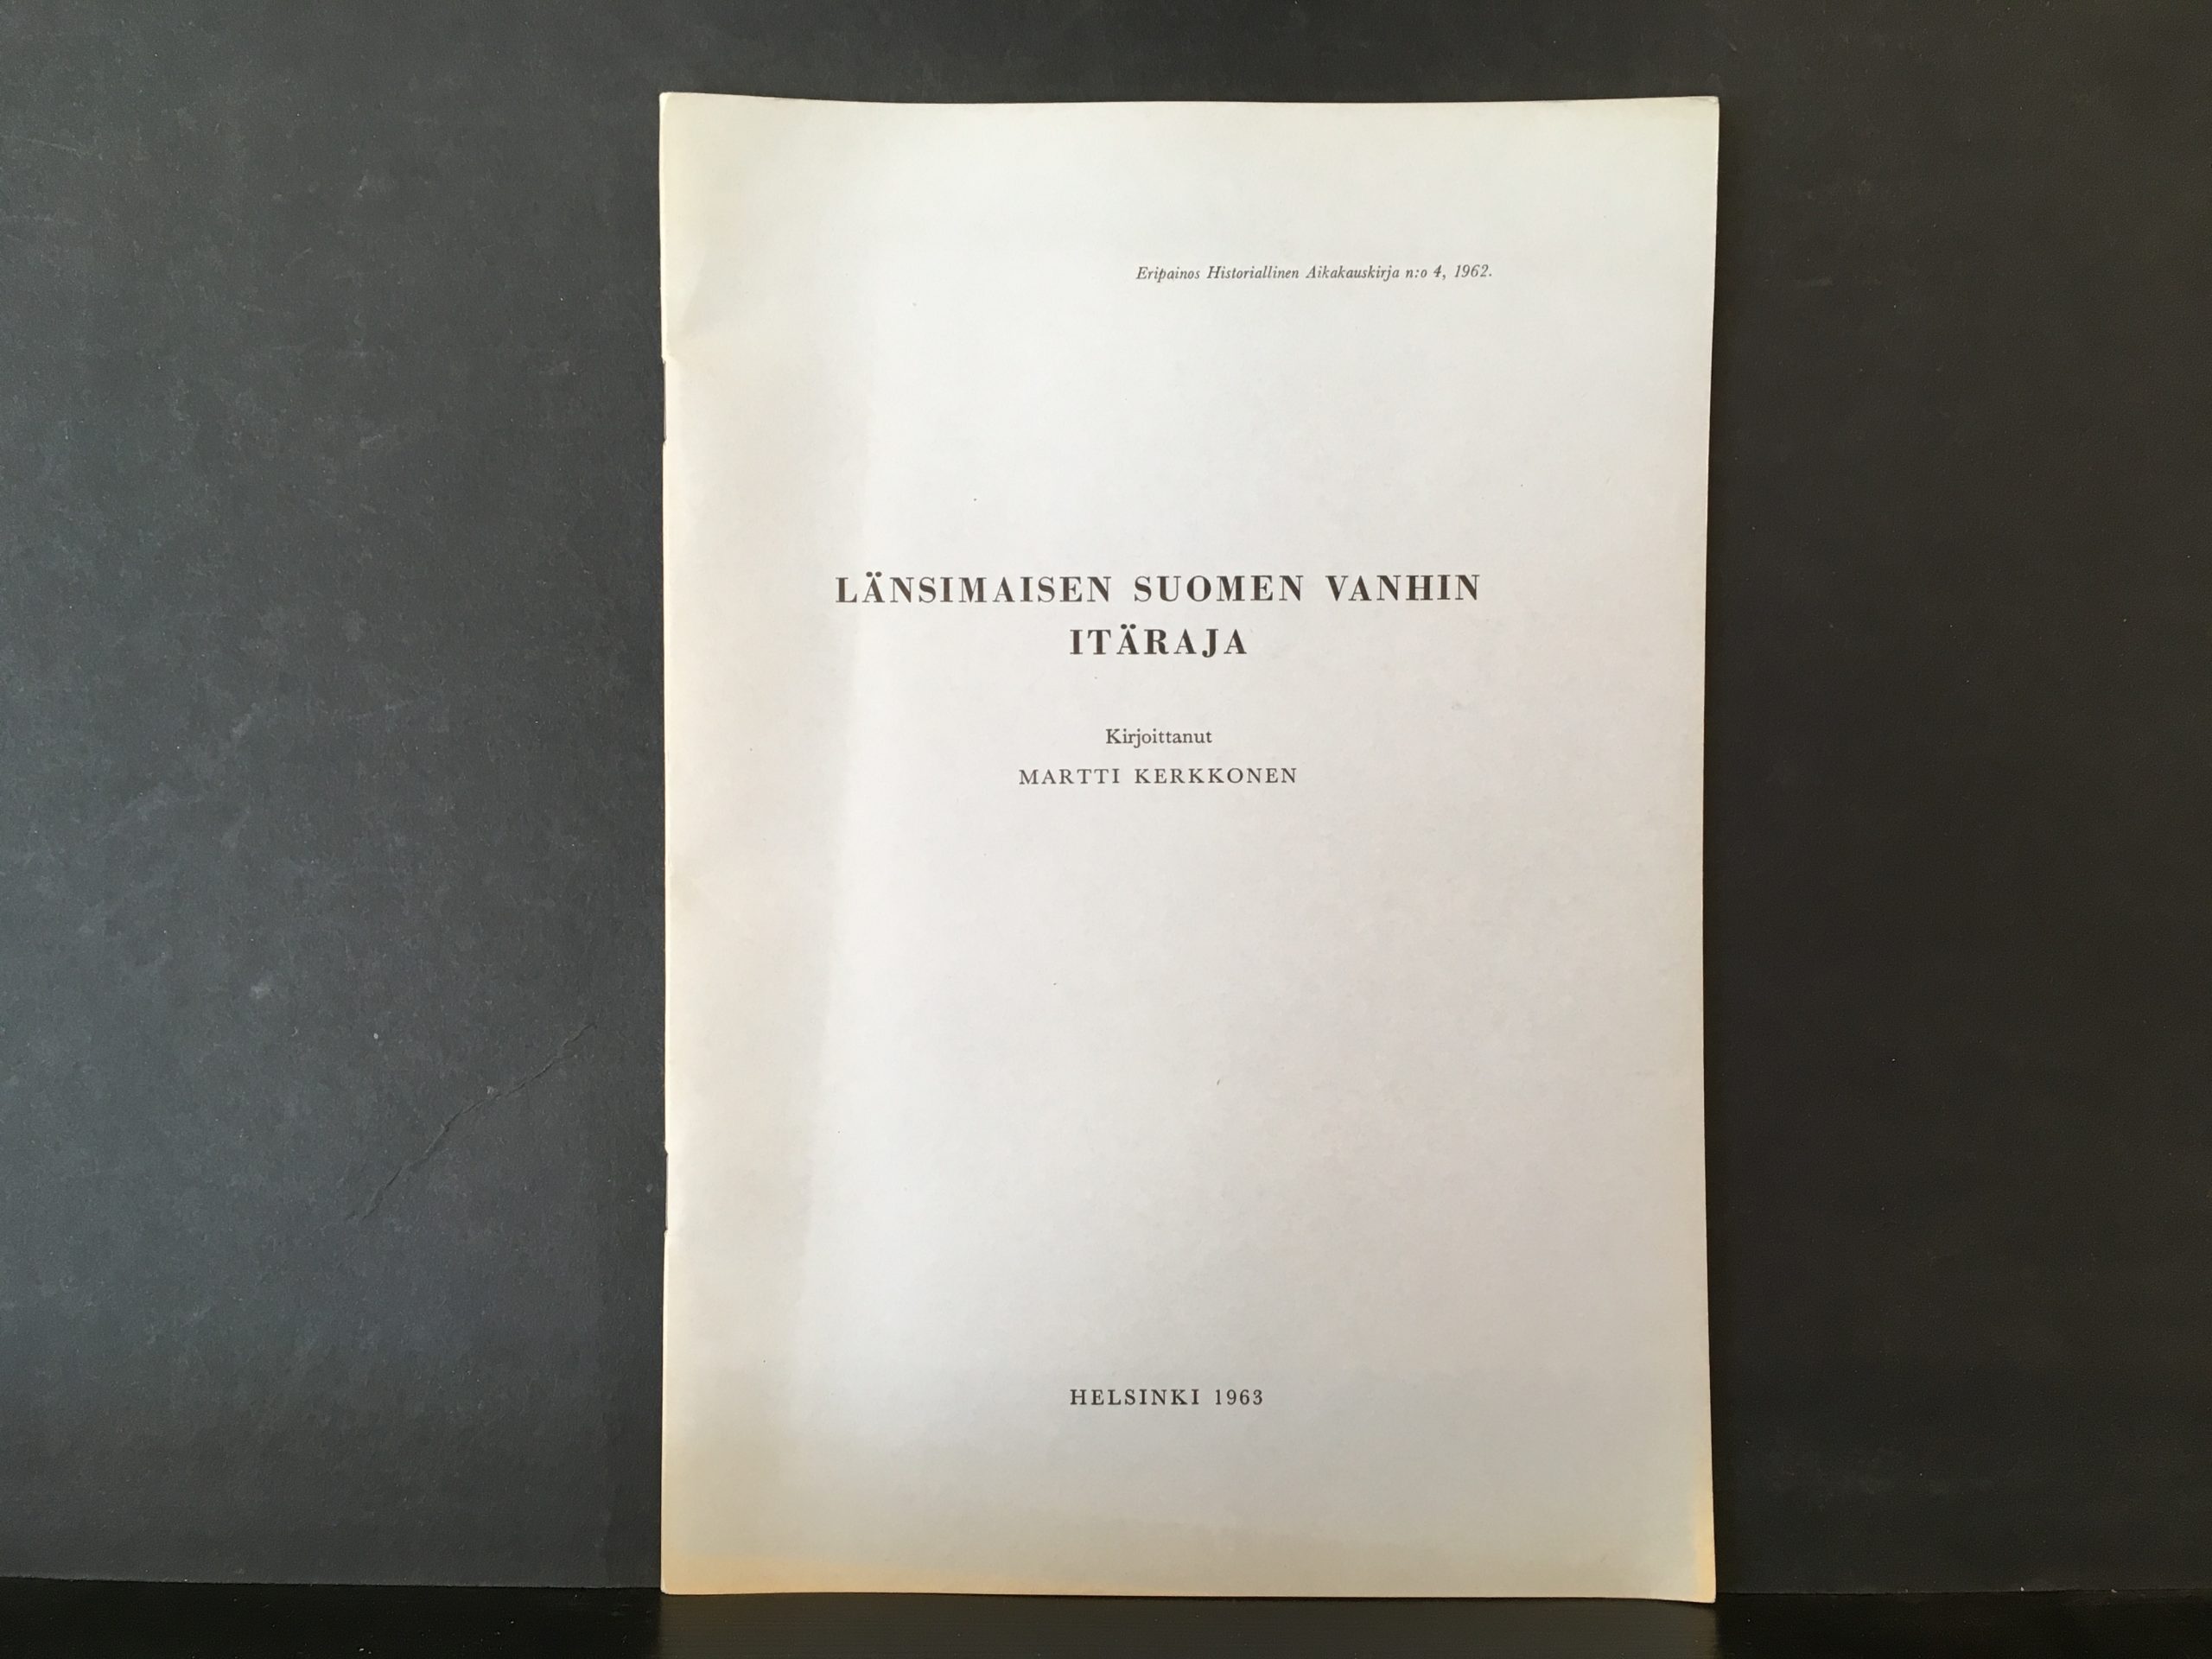 Eripainos Historiallinen Aikakauskirja n:o 4, 1962.
LÄNSIMAISEN SUOMEN VANHIN
ITÄRAJA
Kirjoittanut
MARTTI KERKKONEN
HELSINKI 1963